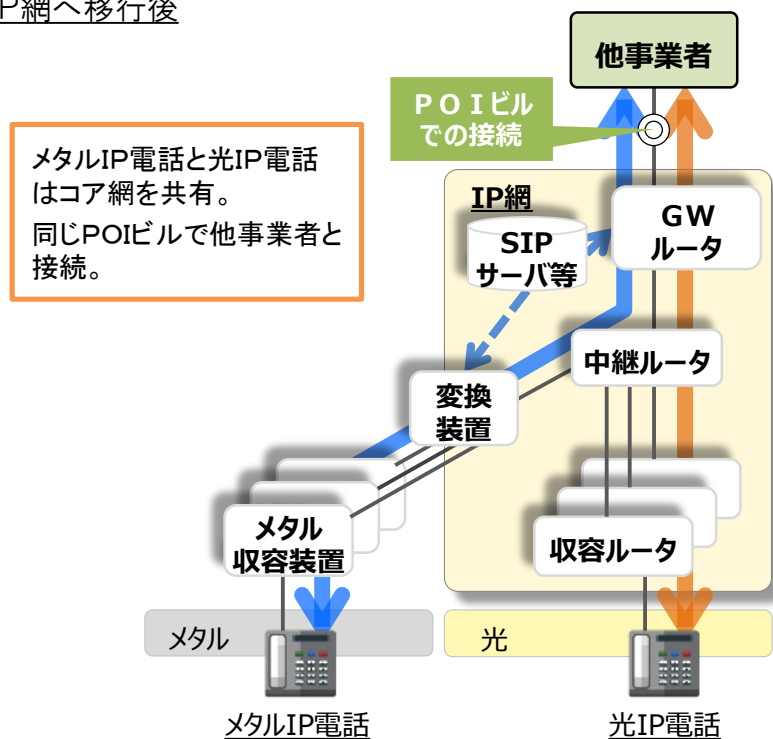 IP網へ移行後
他事業者
ＰＯＩビル
での接続
メタルIP電話と光IP電話
はコア網を共有。
同じPOIビルで他事業者と
接続。
IP網
SIP
サーバ等
GW
ルータ
中継ルータ
変換
装置
メタル
収容装置
収容ルータ
メタル
光
メタルIP電話
光IP電話